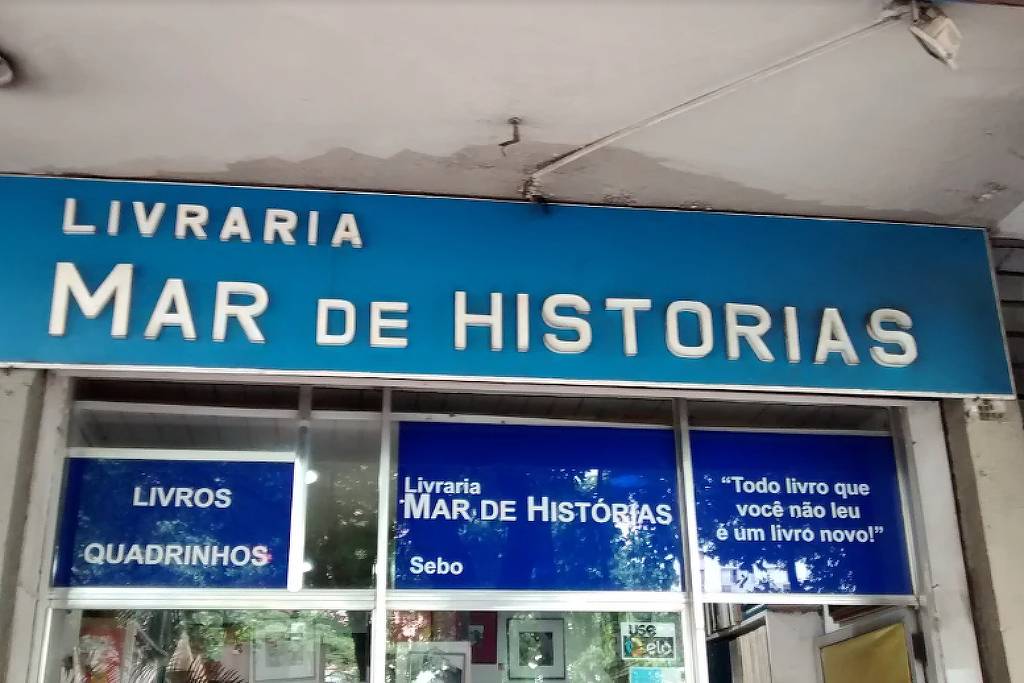 LIVRARIA
MAR DE HISTORIAS
LIVROS
QUADRINHOS
Livraria
MAR DE HISTÓRIAS
Sebo
“Todo livro que
você não leu
é um livro novo!”
use
elo